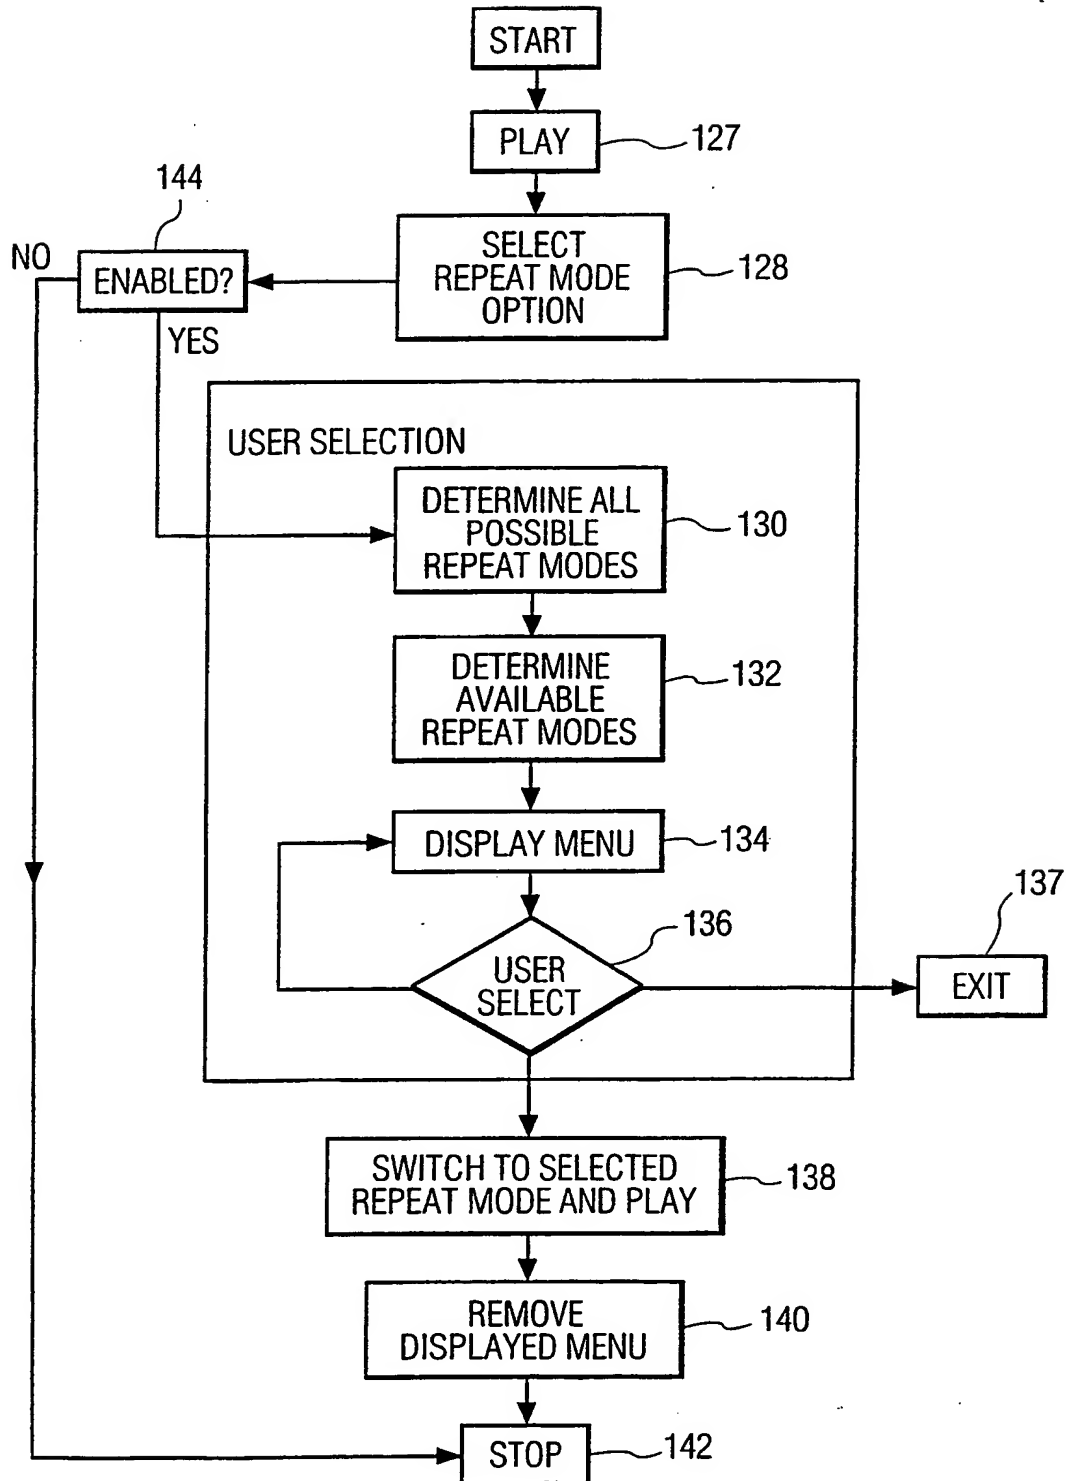 START
PLAY
127
144
NO
ENABLED?
YES
SELECT
REPEAT MODE
OPTION
128
USER SELECTION
DETERMINE ALL
POSSIBLE
REPEAT MODES
130
DETERMINE
AVAILABLE
REPEAT MODES
132
DISPLAY MENU
134
136
USER
SELECT
137
EXIT
SWITCH TO SELECTED
REPEAT MODE AND PLAY
138
REMOVE
DISPLAYED MENU
140
STOP
142